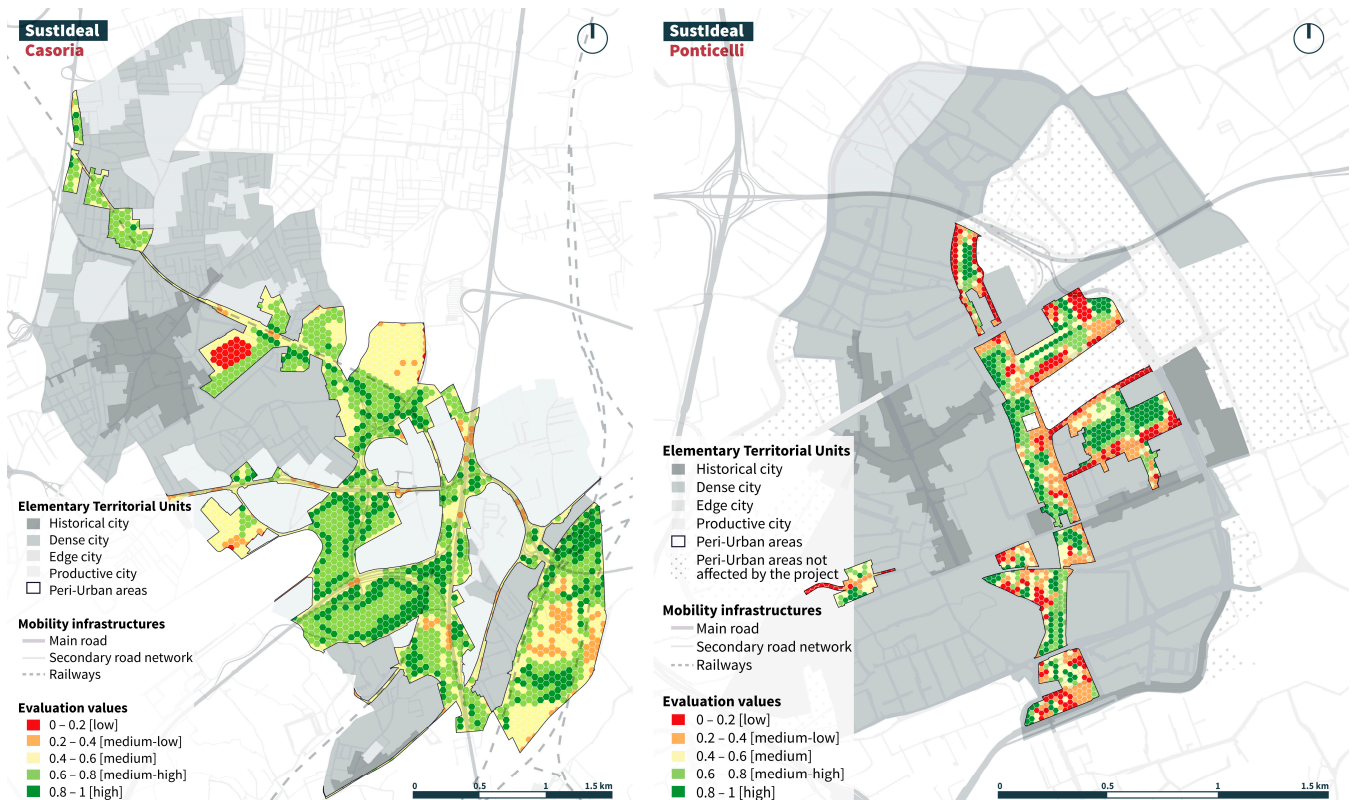 SustIdeal
Casoria
Elementary Territorial Units
Historical city
Dense city
Edge city
Productive city
Peri-Urban areas
Mobility infrastructures
Main road
Secondary road network
Railways
Evaluation values
0 – 0.2 [low]
0.2 – 0.4 [medium-low]
0.4 – 0.6 [medium]
0.6 – 0.8 [medium-high]
0.8 – 1 [high]
0 0.5 1 1.5 km
SustIdeal
Ponticelli
Elementary Territorial Units
Historical city
Dense city
Edge city
Productive city
Peri-Urban areas
Peri-Urban areas not
affected by the project
Mobility infrastructures
Main road
Secondary road network
Railways
Evaluation values
0 – 0.2 [low]
0.2 – 0.4 [medium-low]
0.4 – 0.6 [medium]
0.6 0.8 [medium-high]
0.8 – 1 [high]
0 0.5 1 1.5 km